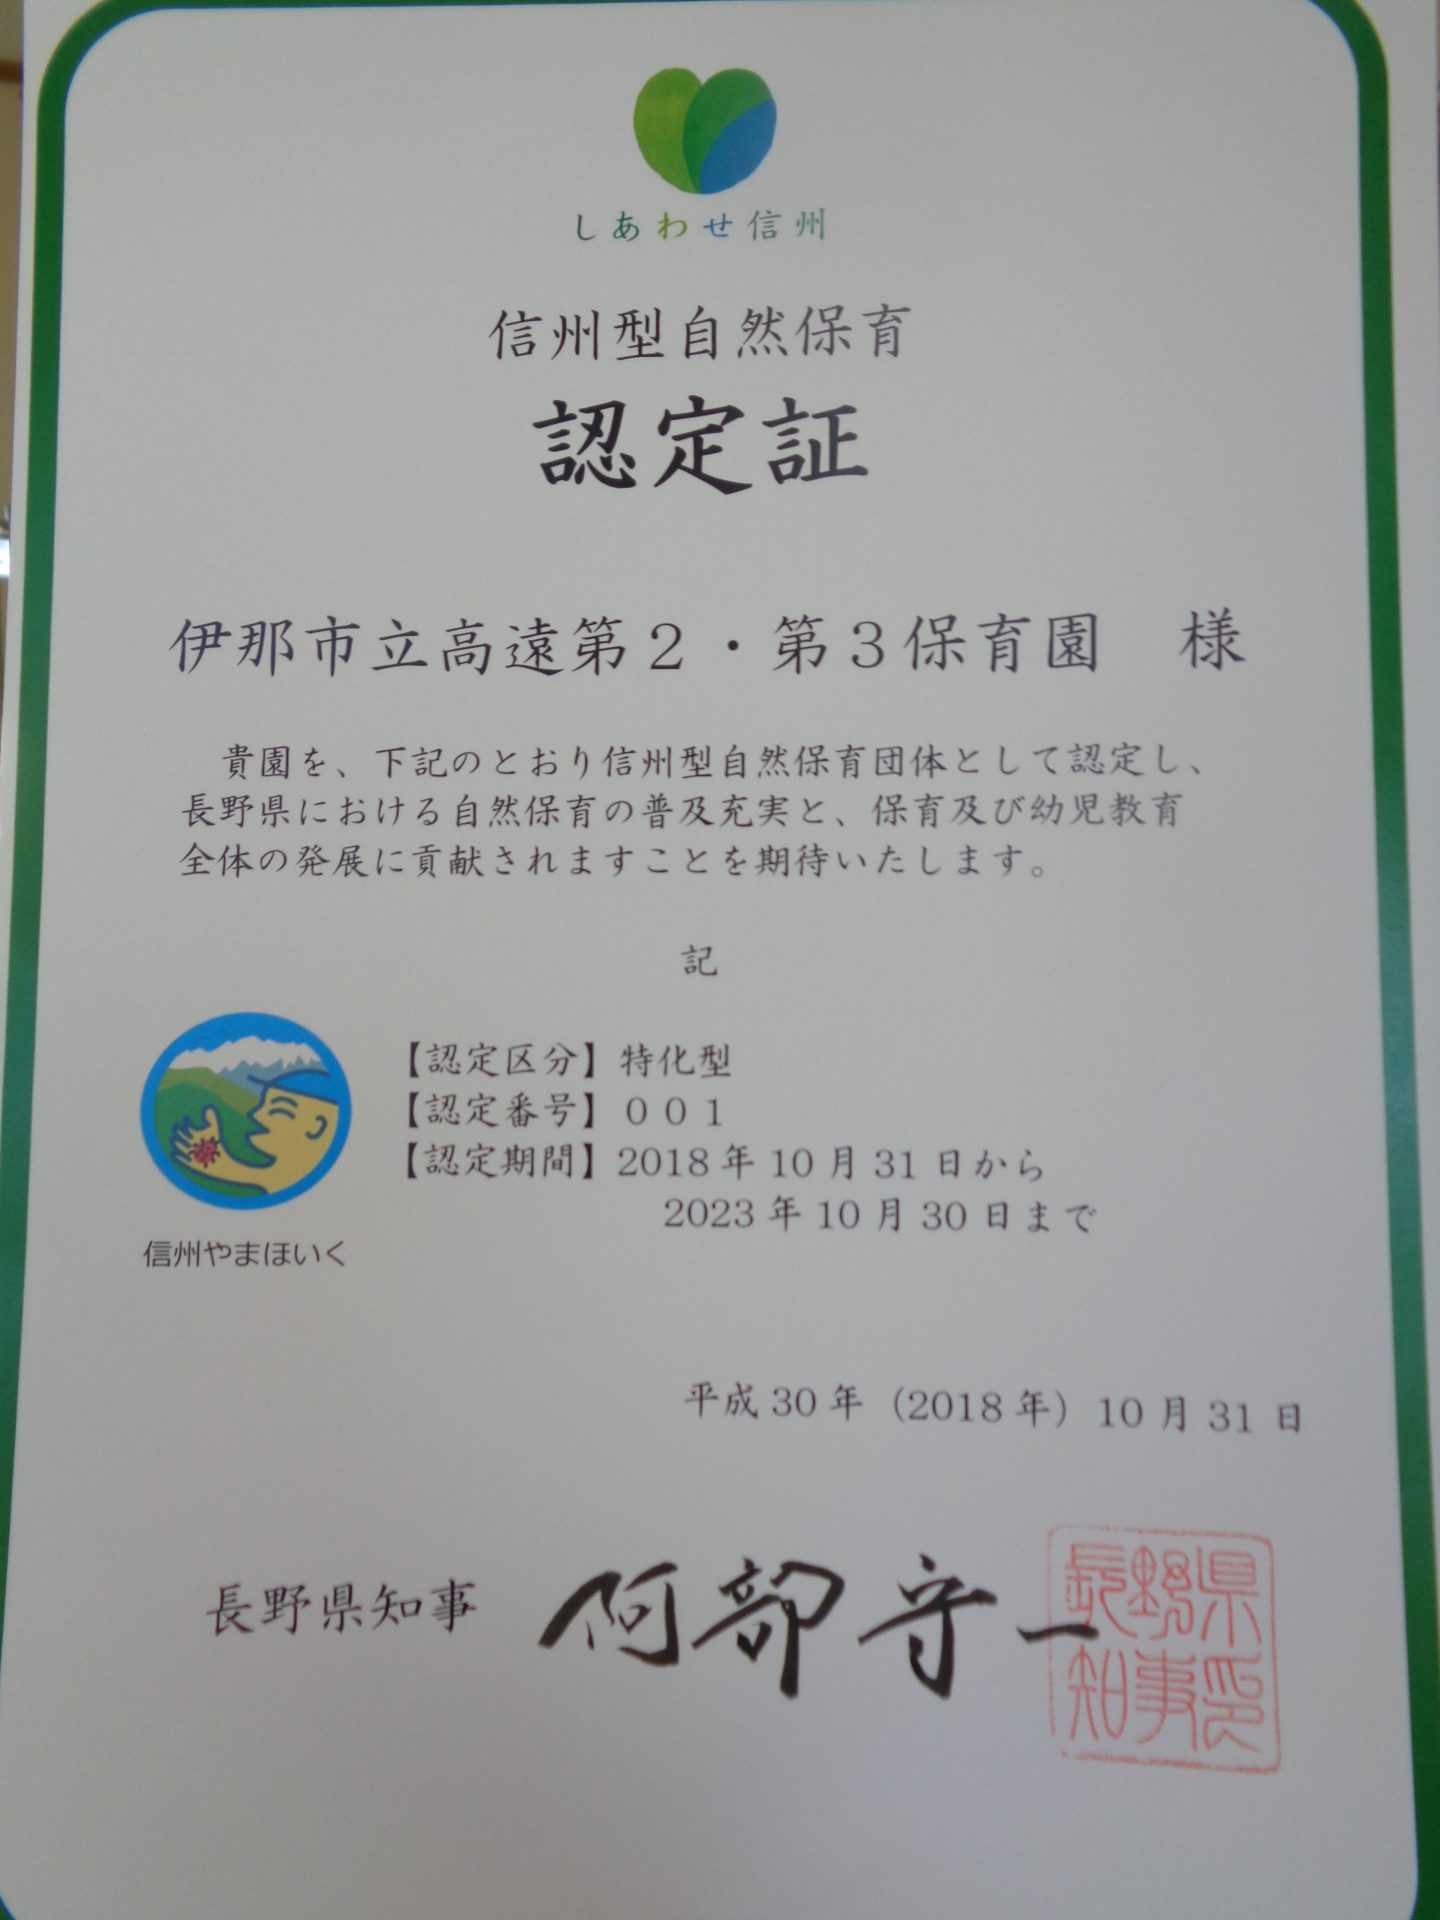 しあわせ信州
信州型自然保育
認定証
伊那市立高遠第２・第３保育園　様
貴園を、下記のとおり信州型自然保育団体として認定し、
長野県における自然保育の普及充実と、保育及び幼児教育
全体の発展に貢献されますことを期待いたします。
記
【認定区分】特化型
【認定番号】００１
【認定期間】2018年10月31日から
2023年10月30日まで
信州やまほいく
平成30年（2018年）10月31日
長野県知事　阿部守一
長野県
知事印